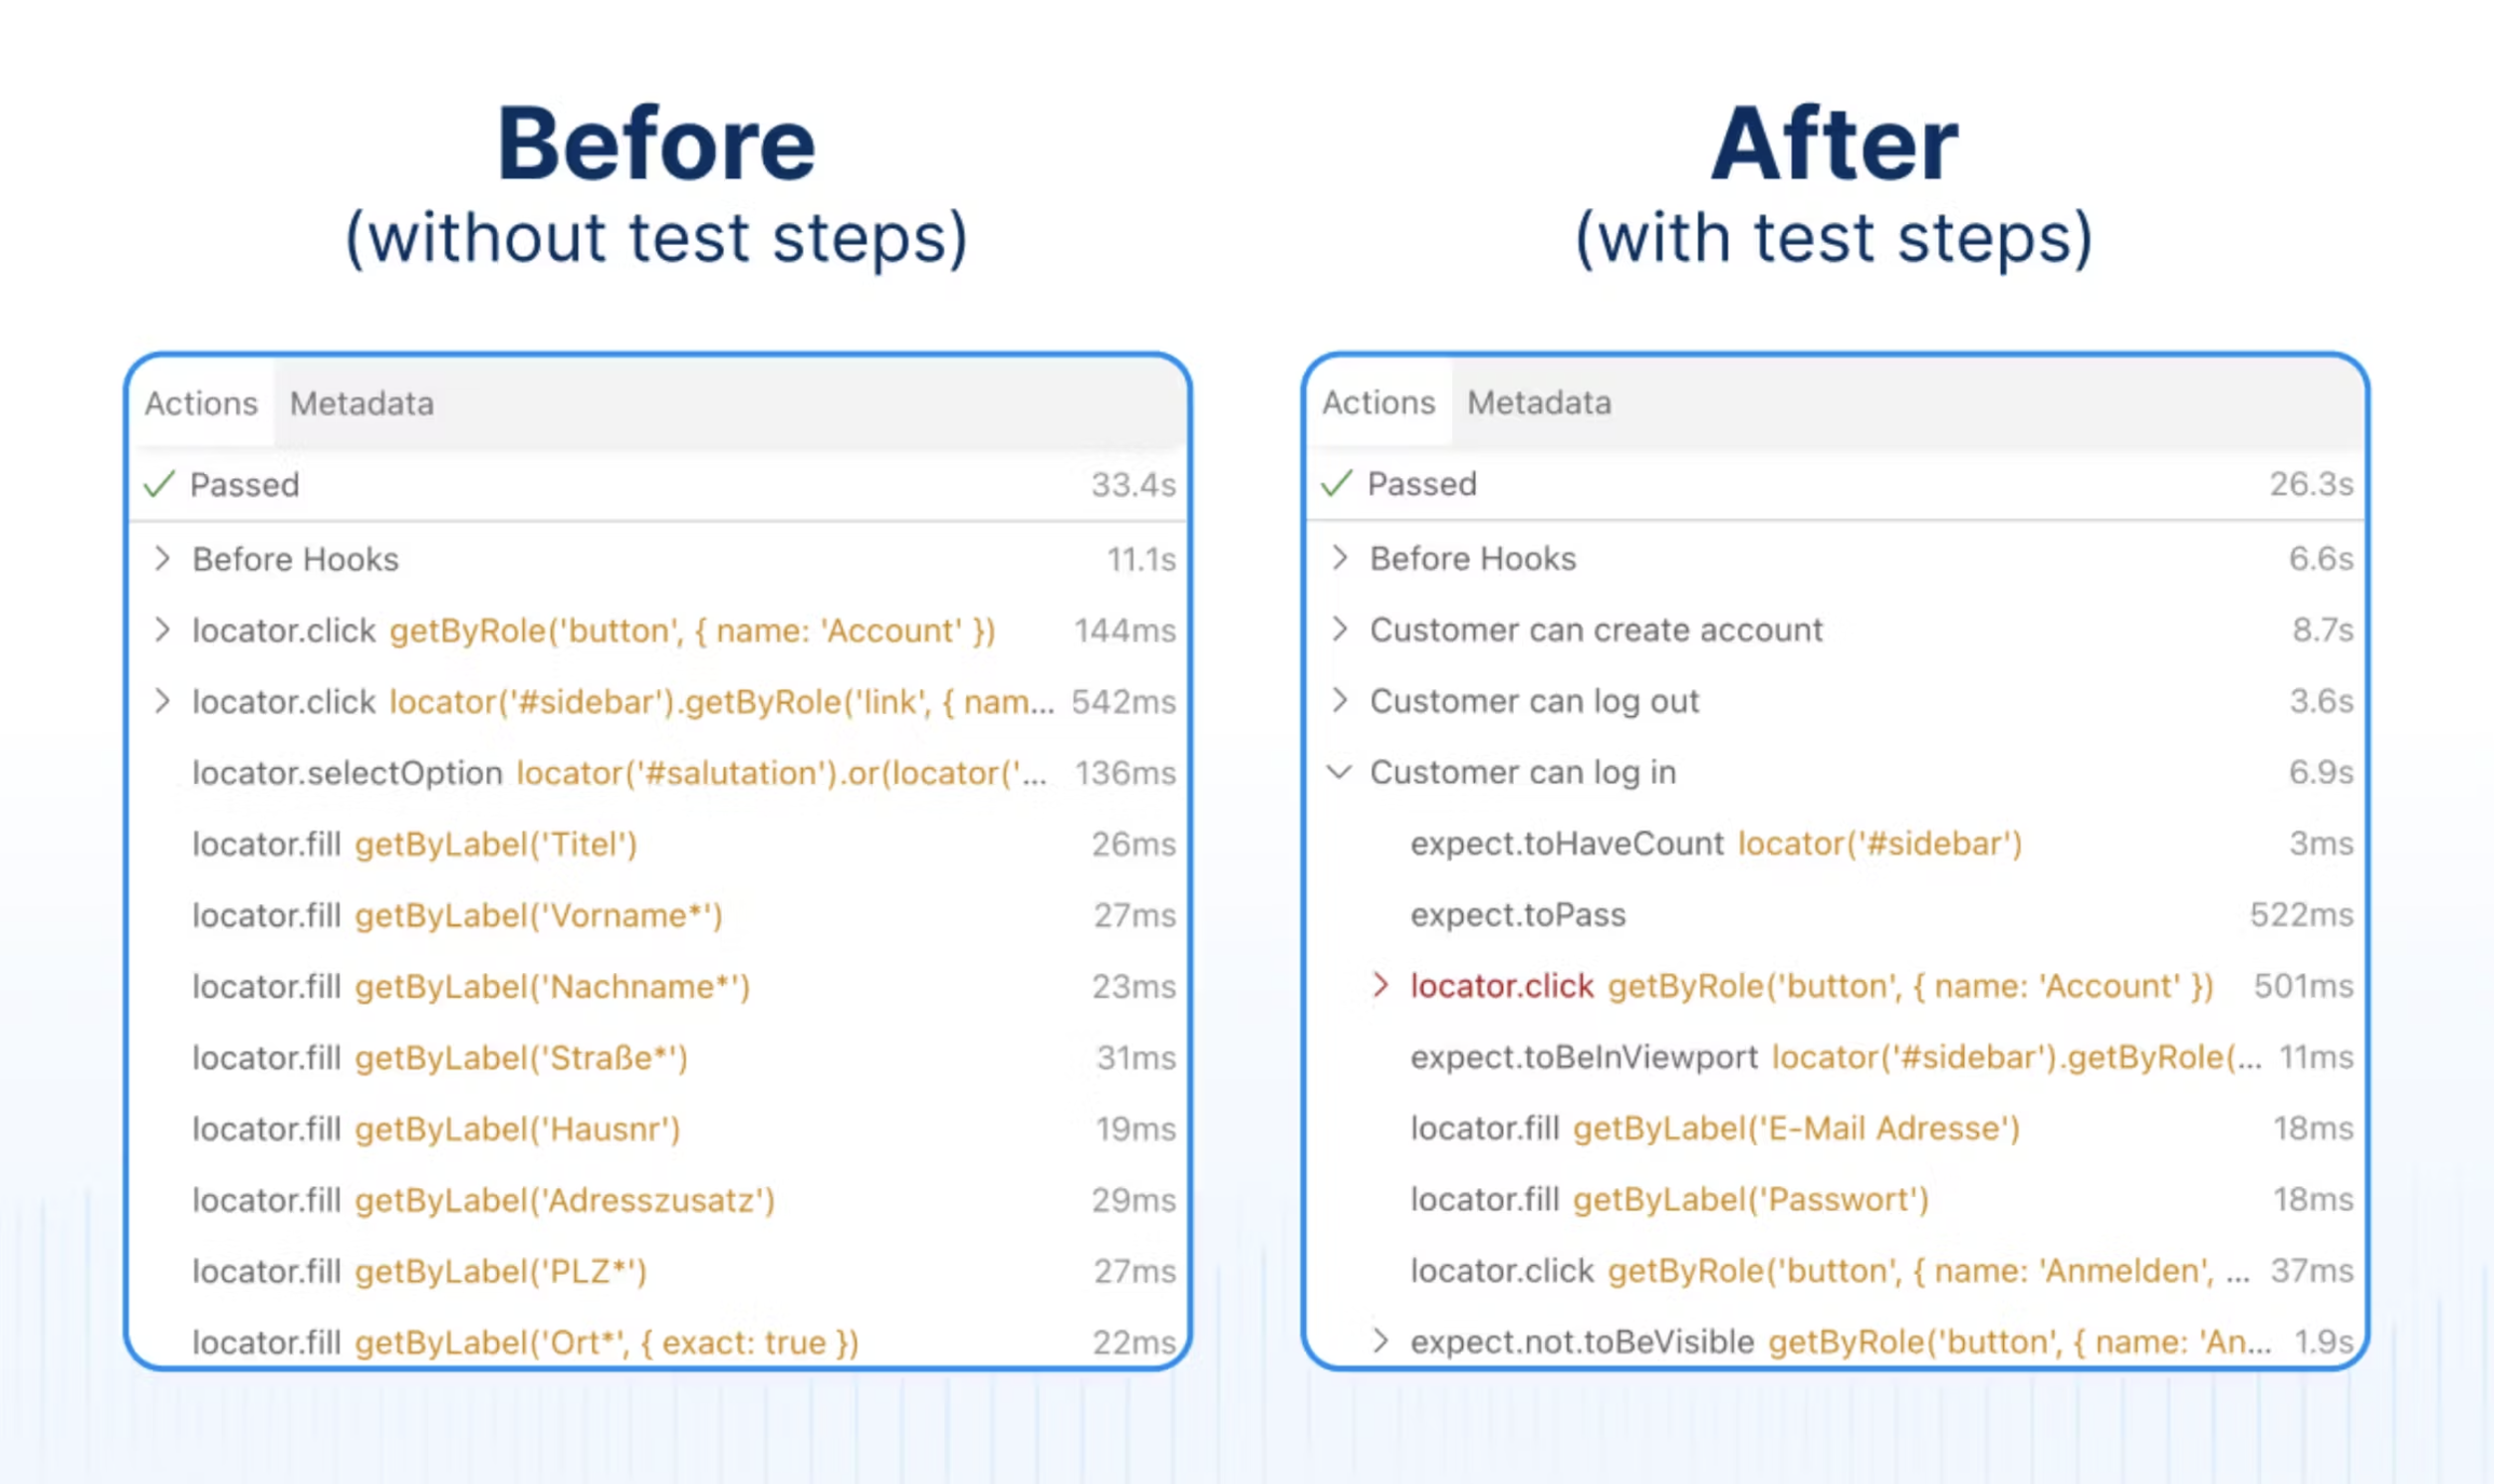 Before
(without test steps)
Actions Metadata
Passed 33.4s
Before Hooks 11.1s
locator.click getByRole('button', { name: 'Account' }) 144ms
locator.click locator('#sidebar').getByRole('link', { nam... 542ms
locator.selectOption locator('#salutation').or(locator('... 136ms
locator.fill getByLabel('Titel') 26ms
locator.fill getByLabel('Vorname*') 27ms
locator.fill getByLabel('Nachname*') 23ms
locator.fill getByLabel('Straße*') 31ms
locator.fill getByLabel('Hausnr') 19ms
locator.fill getByLabel('Adresszusatz') 29ms
locator.fill getByLabel('PLZ*') 27ms
locator.fill getByLabel('Ort*', { exact: true }) 22ms
After
(with test steps)
Actions Metadata
Passed 26.3s
Before Hooks 6.6s
Customer can create account 8.7s
Customer can log out 3.6s
Customer can log in 6.9s
expect.toHaveCount locator('#sidebar') 3ms
expect.toPass 522ms
locator.click getByRole('button', { name: 'Account' }) 501ms
expect.toBeInViewport locator('#sidebar').getByRole(... 11ms
locator.fill getByLabel('E-Mail Adresse') 18ms
locator.fill getByLabel('Passwort') 18ms
locator.click getByRole('button', { name: 'Anmelden', ... 37ms
expect.not.toBeVisible getByRole('button', { name: 'An... 1.9s